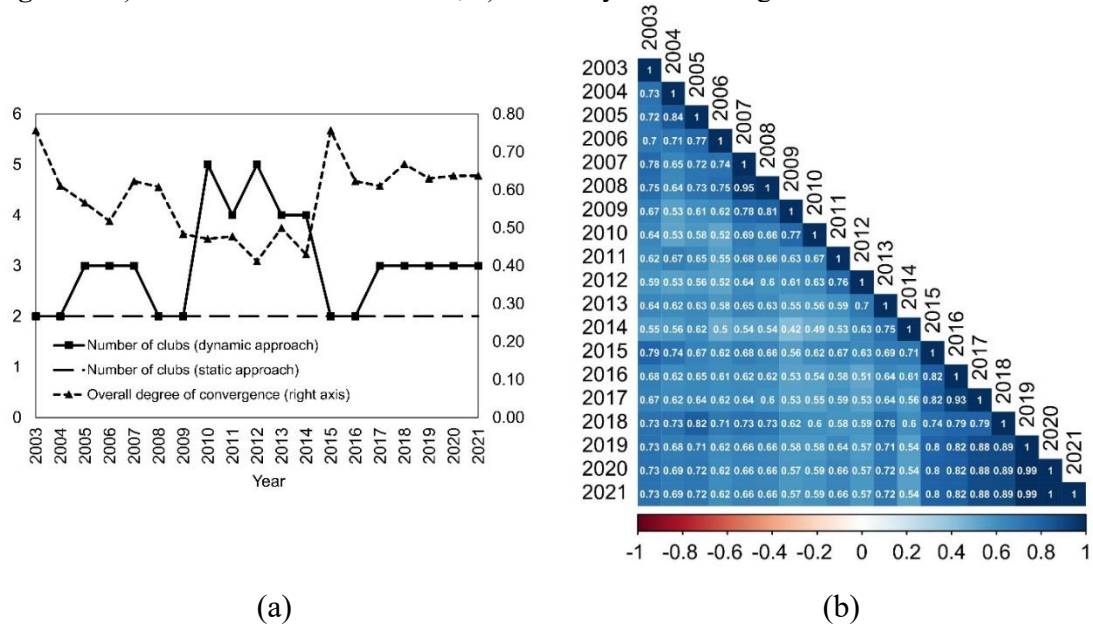 6
5
4
3
2
1
0
0.80
0.70
0.60
0.50
0.40
0.30
0.20
0.10
0.00
Number of clubs (dynamic approach)
Number of clubs (static approach)
Overall degree of convergence (right axis)
2003 2004 2005 2006 2007 2008 2009 2010 2011 2012 2013 2014 2015 2016 2017 2018 2019 2020 2021
Year
(a)
2003 2004 2005 2006 2007 2008 2009 2010 2011 2012 2013 2014 2015 2016 2017 2018 2019 2020 2021
2003 1
2004 0.73 1
2005 0.72 0.84 1
2006 0.7 0.71 0.77 1
2007 0.78 0.65 0.72 0.74 1
2008 0.75 0.64 0.73 0.75 0.95 1
2009 0.67 0.53 0.61 0.62 0.78 0.81 1
2010 0.64 0.53 0.58 0.52 0.69 0.66 0.77 1
2011 0.62 0.67 0.65 0.55 0.68 0.66 0.63 0.67 1
2012 0.59 0.53 0.56 0.52 0.64 0.6 0.61 0.63 0.76 1
2013 0.64 0.62 0.63 0.58 0.65 0.63 0.55 0.56 0.59 0.7 1
2014 0.55 0.56 0.62 0.5 0.54 0.54 0.42 0.49 0.53 0.63 0.75 1
2015 0.79 0.74 0.67 0.62 0.68 0.66 0.56 0.62 0.67 0.63 0.69 0.71 1
2016 0.68 0.62 0.65 0.61 0.62 0.62 0.53 0.54 0.58 0.51 0.64 0.61 0.82 1
2017 0.67 0.62 0.64 0.62 0.64 0.6 0.53 0.55 0.59 0.53 0.64 0.56 0.82 0.93 1
2018 0.73 0.73 0.82 0.71 0.73 0.73 0.62 0.6 0.58 0.59 0.76 0.6 0.74 0.79 0.79 1
2019 0.73 0.68 0.71 0.62 0.66 0.66 0.58 0.58 0.64 0.57 0.71 0.54 0.8 0.82 0.88 0.89 1
2020 0.73 0.69 0.72 0.62 0.66 0.66 0.57 0.59 0.66 0.57 0.72 0.54 0.8 0.82 0.88 0.89 0.99 1
2021 0.73 0.69 0.72 0.62 0.66 0.66 0.57 0.59 0.66 0.57 0.72 0.54 0.8 0.82 0.88 0.89 0.99 1 1
-1 -0.8 -0.6 -0.4 -0.2 0 0.2 0.4 0.6 0.8 1
(b)